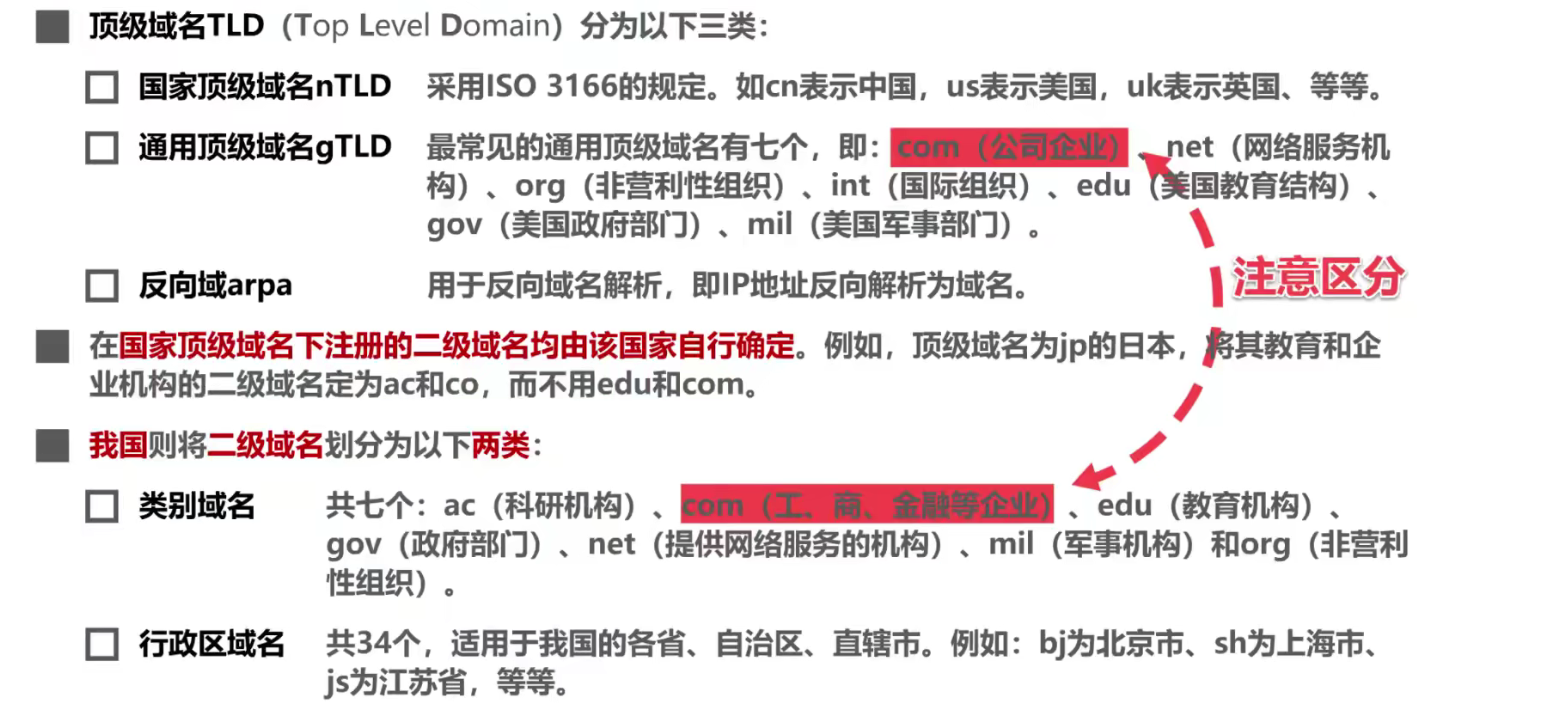 顶级域名TLD（Top Level Domain）分为以下三类：
国家顶级域名nTLD 采用ISO 3166的规定。如cn表示中国，us表示美国，uk表示英国、等等。
通用顶级域名gTLD 最常见的通用顶级域名有七个，即：com（公司企业）、net（网络服务机
构）、org（非营利性组织）、int（国际组织）、edu（美国教育结构）、
gov（美国政府部门）、mil（美国军事部门）。
反向域arpa 用于反向域名解析，即IP地址反向解析为域名。
注意区分
在国家顶级域名下注册的二级域名均由该国家自行确定。例如，顶级域名为jp的日本，将其教育和企
业机构的二级域名定为ac和co，而不用edu和com。
我国则将二级域名划分为以下两类：
类别域名 共七个：ac（科研机构）、com（工、商、金融等企业）、edu（教育机构）、
gov（政府部门）、net（提供网络服务的机构）、mil（军事机构）和org（非营利
性组织）。
行政区域名 共34个，适用于我国的各省、自治区、直辖市。例如：bj为北京市、sh为上海市、
js为江苏省，等等。